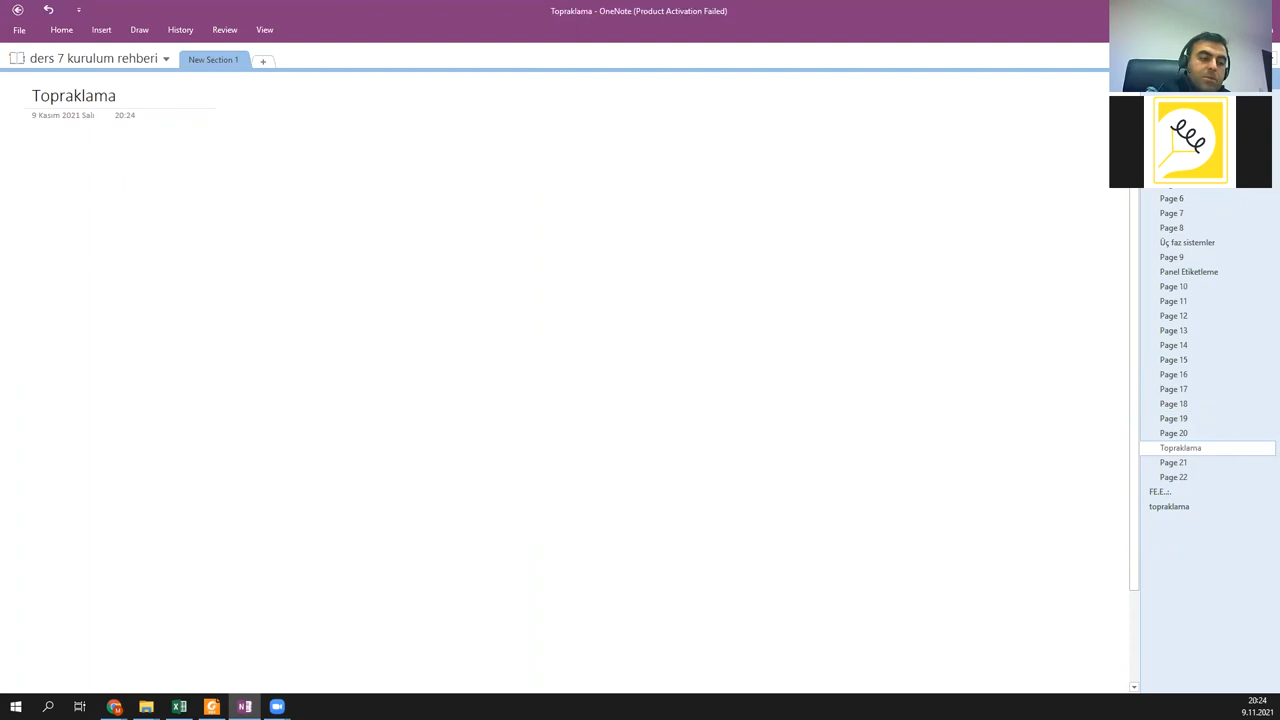 Topraklama - OneNote (Product Activation Failed)
File Home Insert Draw History Review View
ders 7 kurulum rehberi
New Section 1
Topraklama
9 Kasım 2021 Salı 20:24
Page 6
Page 7
Page 8
Üç faz sistemler
Page 9
Panel Etiketleme
Page 10
Page 11
Page 12
Page 13
Page 14
Page 15
Page 16
Page 17
Page 18
Page 19
Page 20
Topraklama
Page 21
Page 22
FE.E..:.
topraklama
20:24
9.11.2021